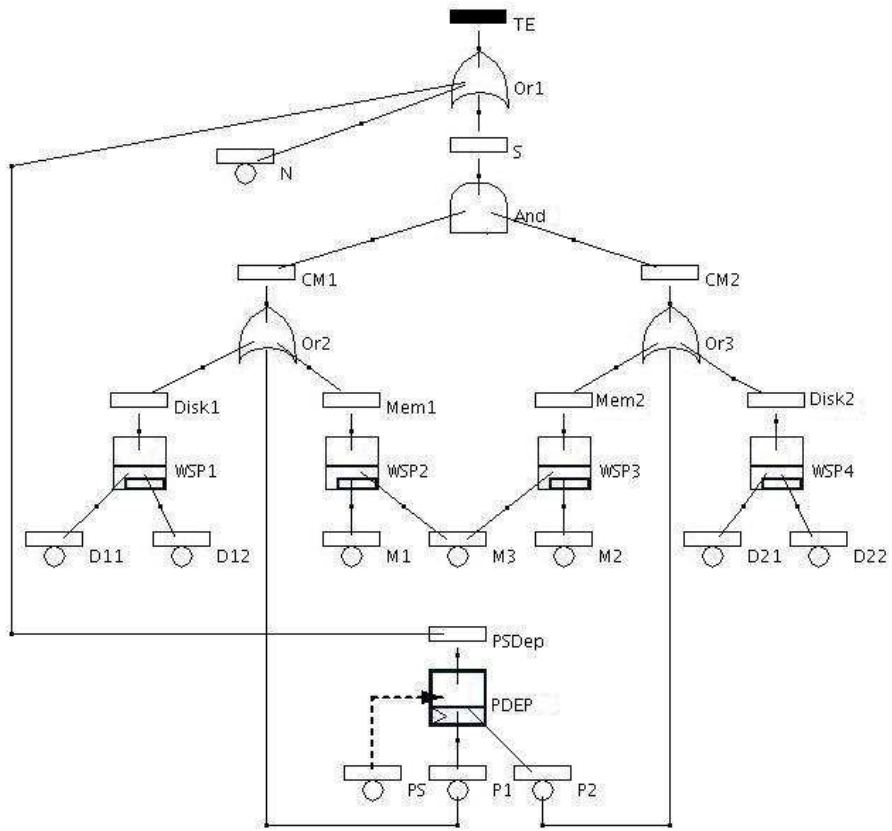 TE
Or1
N
S
And
CM1
CM2
Or2
Or3
Disk1
Mem1
Mem2
Disk2
WSP1
WSP2
WSP3
WSP4
D11
D12
M1
M3
M2
D21
D22
PSDep
PDEP
PS
P1
P2